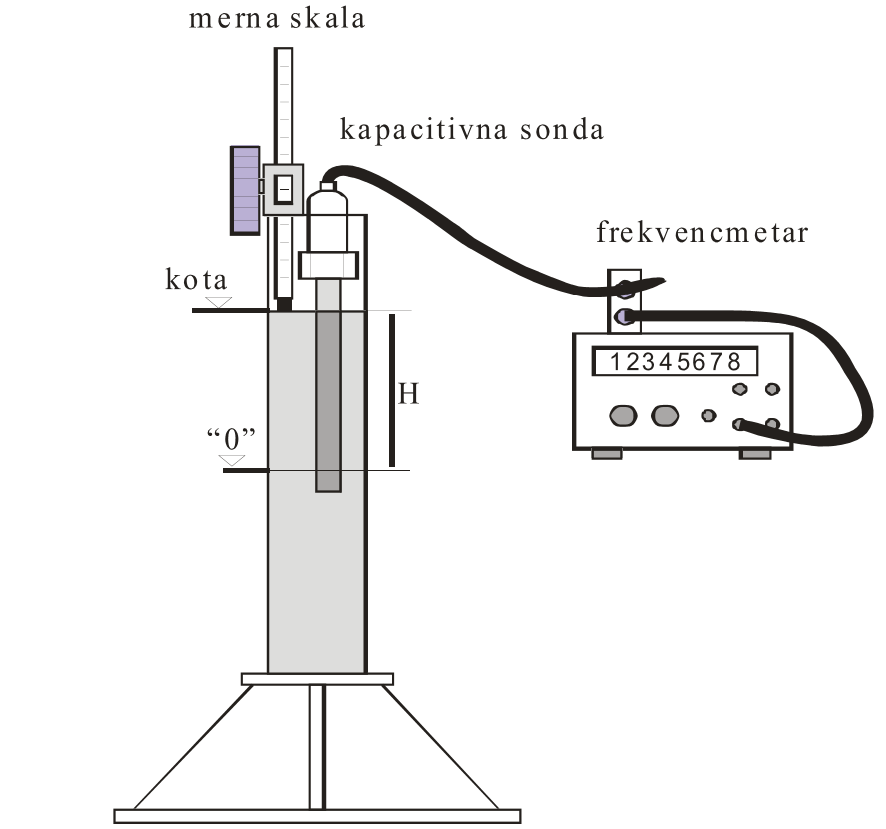 merna skala
kapacitivna sonda
frekvencmetar
kota
12345678
H
“0”